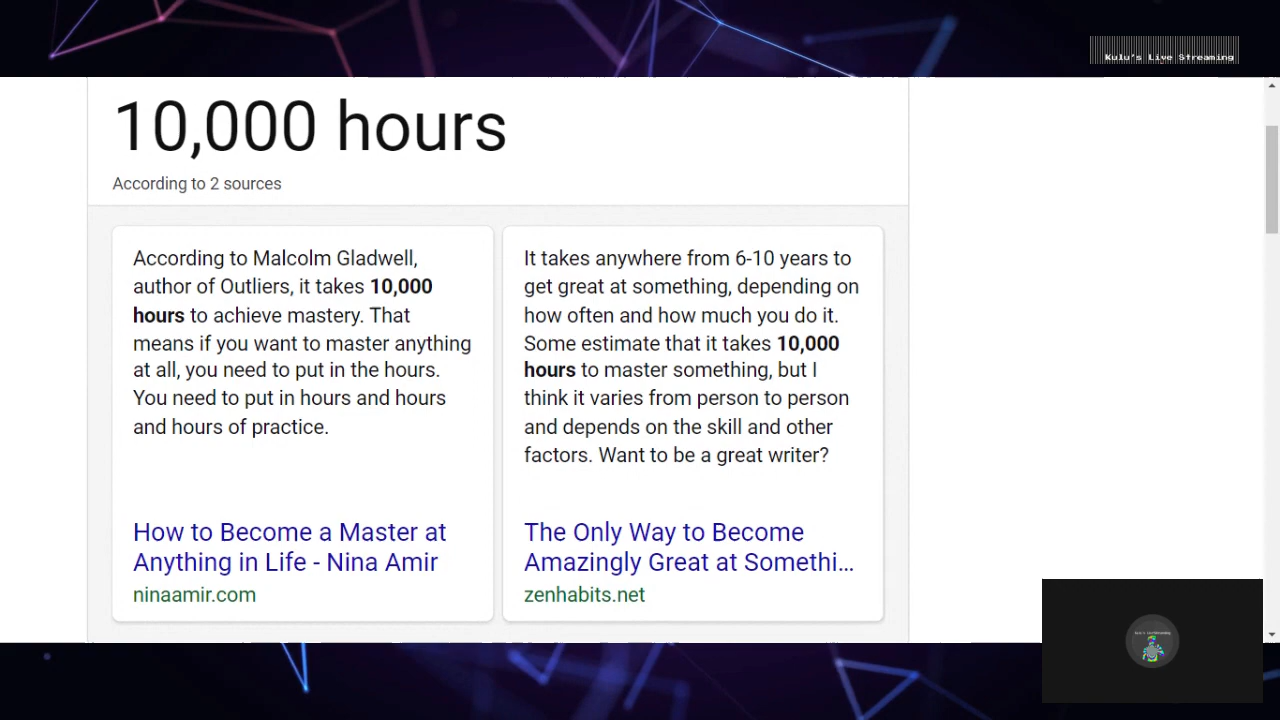 Kulu's Live Streaming
10,000 hours
According to 2 sources
According to Malcolm Gladwell,
author of Outliers, it takes 10,000
hours to achieve mastery. That
means if you want to master anything
at all, you need to put in the hours.
You need to put in hours and hours
and hours of practice.
How to Become a Master at
Anything in Life - Nina Amir
ninaamir.com
It takes anywhere from 6-10 years to
get great at something, depending on
how often and how much you do it.
Some estimate that it takes 10,000
hours to master something, but I
think it varies from person to person
and depends on the skill and other
factors. Want to be a great writer?
The Only Way to Become
Amazingly Great at Somethi...
zenhabits.net